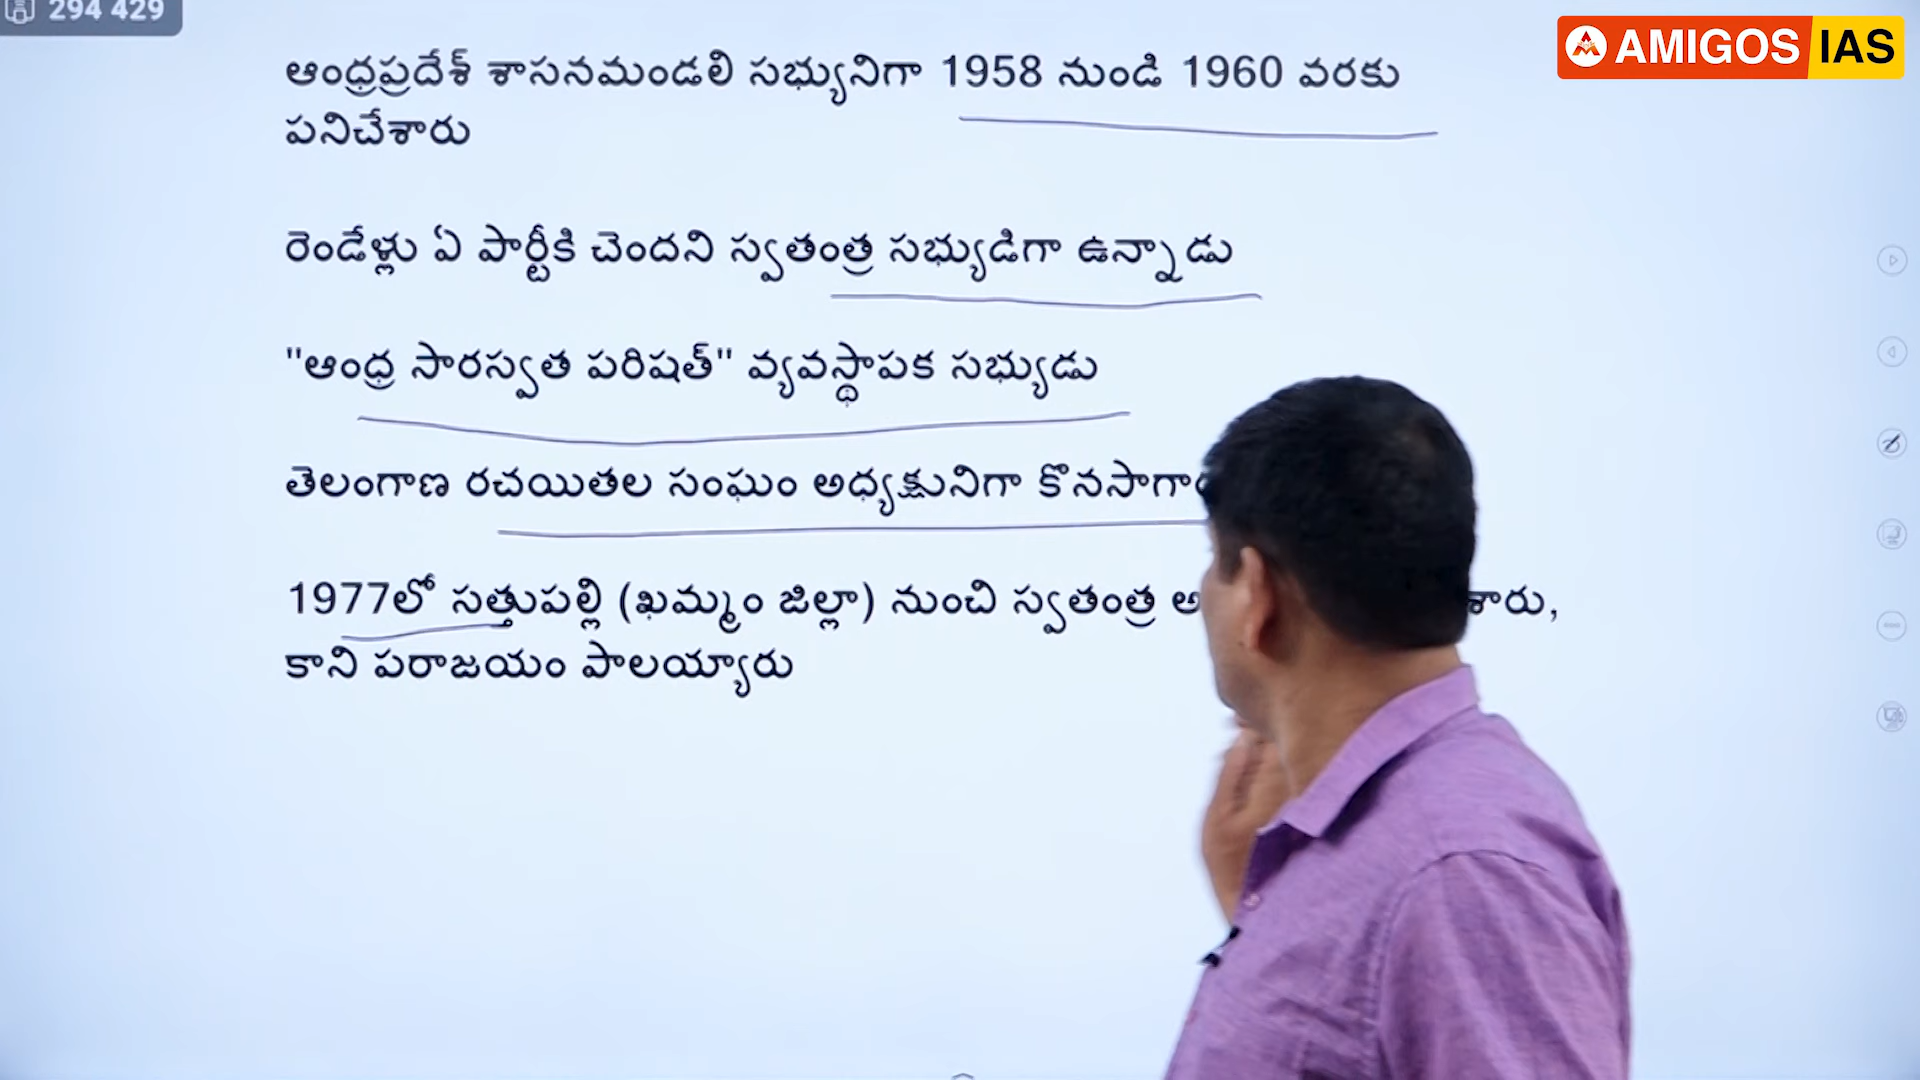 294 429
AMIGOS IAS
ఆంధ్రప్రదేశ్ శాసనమండలి సభ్యునిగా 1958 నుండి 1960 వరకు
పనిచేశారు
రెండేళ్లు ఏ పార్టీకి చెందని స్వతంత్ర సభ్యుడిగా ఉన్నాడు
"ఆంధ్ర సారస్వత పరిషత్" వ్యవస్థాపక సభ్యుడు
తెలంగాణ రచయితల సంఘం అధ్యక్షునిగా
1977లో సత్తుపల్లి (ఖమ్మం జిల్లా) నుంచి స్వతంత్ర
కాని పరాజయం పాలయ్యారు